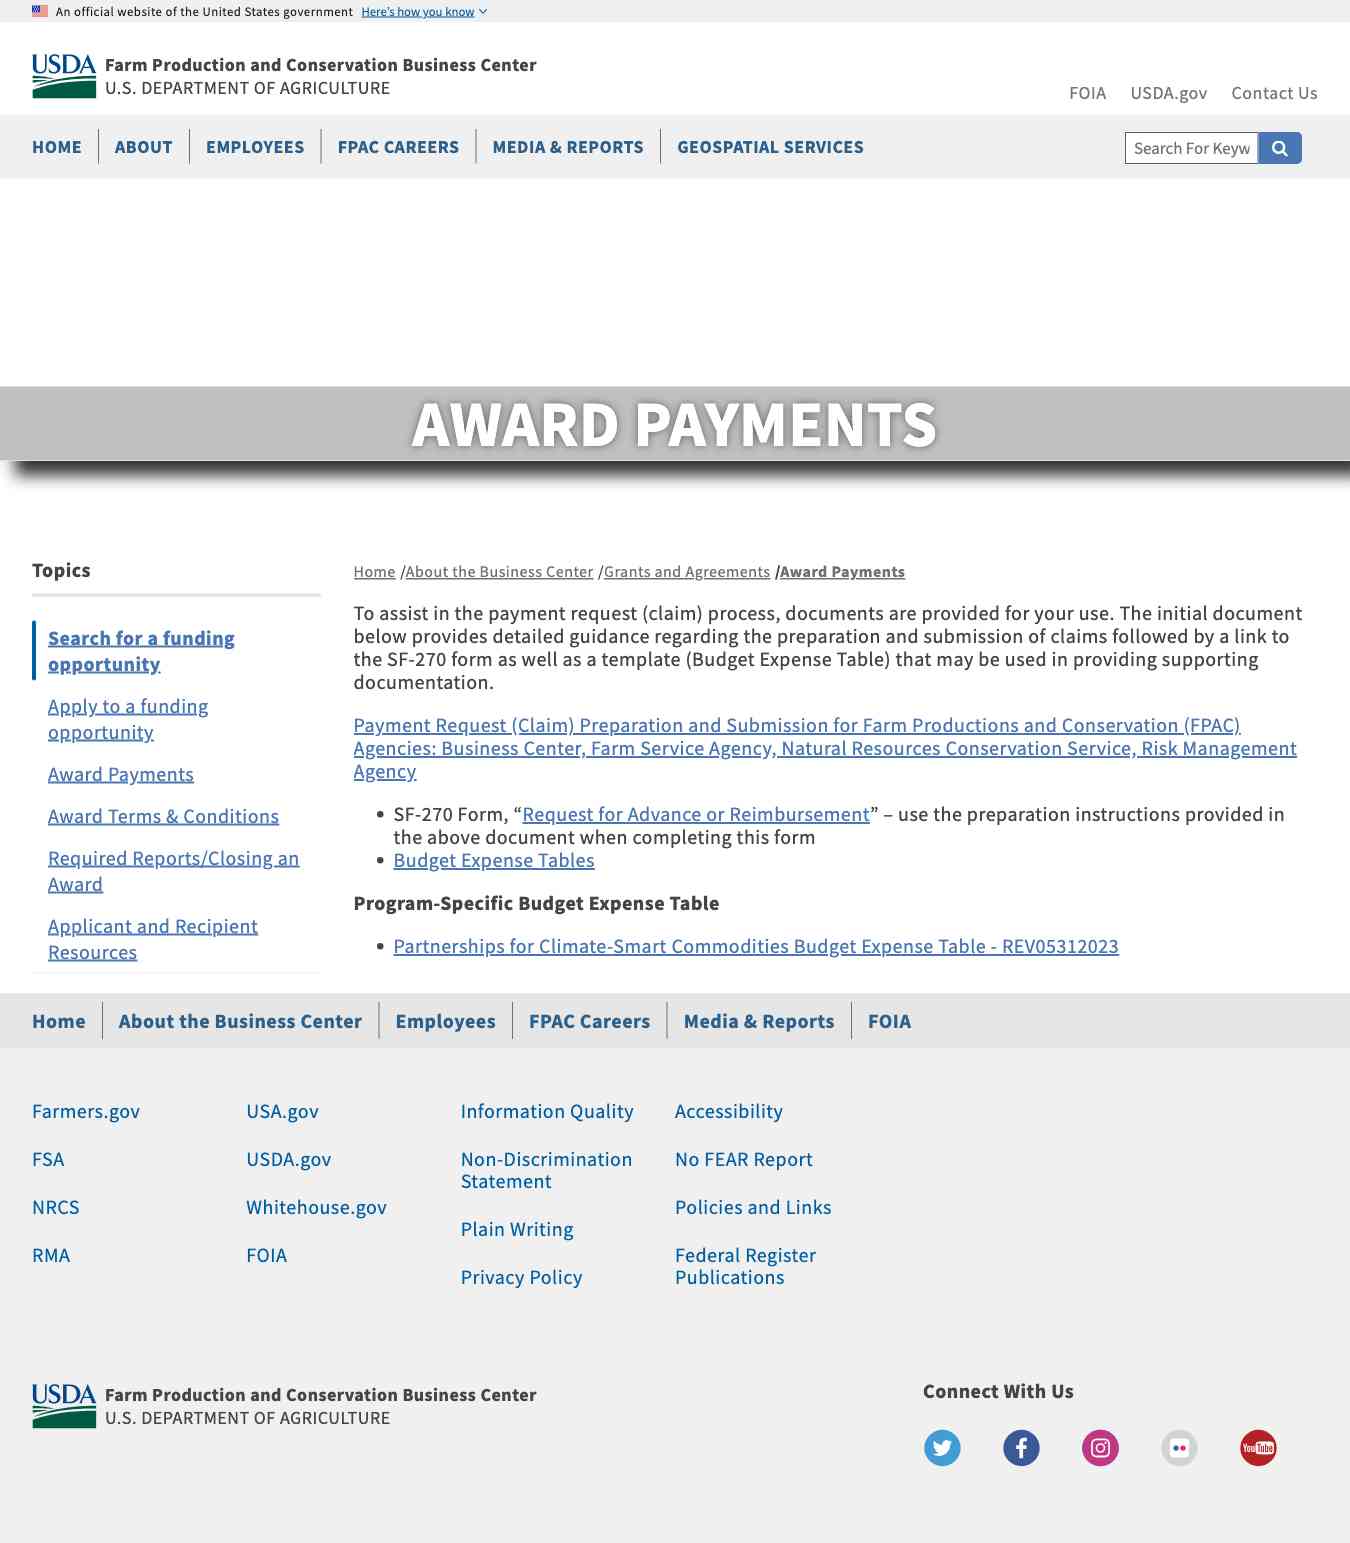 An official website of the United States government Here's how you know
USDA Farm Production and Conservation Business Center
U.S. DEPARTMENT OF AGRICULTURE
FOIA USDA.gov Contact Us
HOME ABOUT EMPLOYEES FPAC CAREERS MEDIA & REPORTS GEOSPATIAL SERVICES
Search For Keyw
AWARD PAYMENTS
Topics
Search for a funding
opportunity
Apply to a funding
opportunity
Award Payments
Award Terms & Conditions
Required Reports/Closing an
Award
Applicant and Recipient
Resources
Home /About the Business Center /Grants and Agreements /Award Payments
To assist in the payment request (claim) process, documents are provided for your use. The initial document
below provides detailed guidance regarding the preparation and submission of claims followed by a link to
the SF-270 form as well as a template (Budget Expense Table) that may be used in providing supporting
documentation.
Payment Request (Claim) Preparation and Submission for Farm Productions and Conservation (FPAC)
Agencies: Business Center, Farm Service Agency, Natural Resources Conservation Service, Risk Management
Agency
• SF-270 Form, “Request for Advance or Reimbursement” – use the preparation instructions provided in
the above document when completing this form
• Budget Expense Tables
Program-Specific Budget Expense Table
• Partnerships for Climate-Smart Commodities Budget Expense Table - REV05312023
Home About the Business Center Employees FPAC Careers Media & Reports FOIA
Farmers.gov
FSA
NRCS
RMA
USA.gov
USDA.gov
Whitehouse.gov
FOIA
Information Quality
Non-Discrimination
Statement
Plain Writing
Privacy Policy
Accessibility
No FEAR Report
Policies and Links
Federal Register
Publications
USDA Farm Production and Conservation Business Center
U.S. DEPARTMENT OF AGRICULTURE
Connect With Us
YouTube